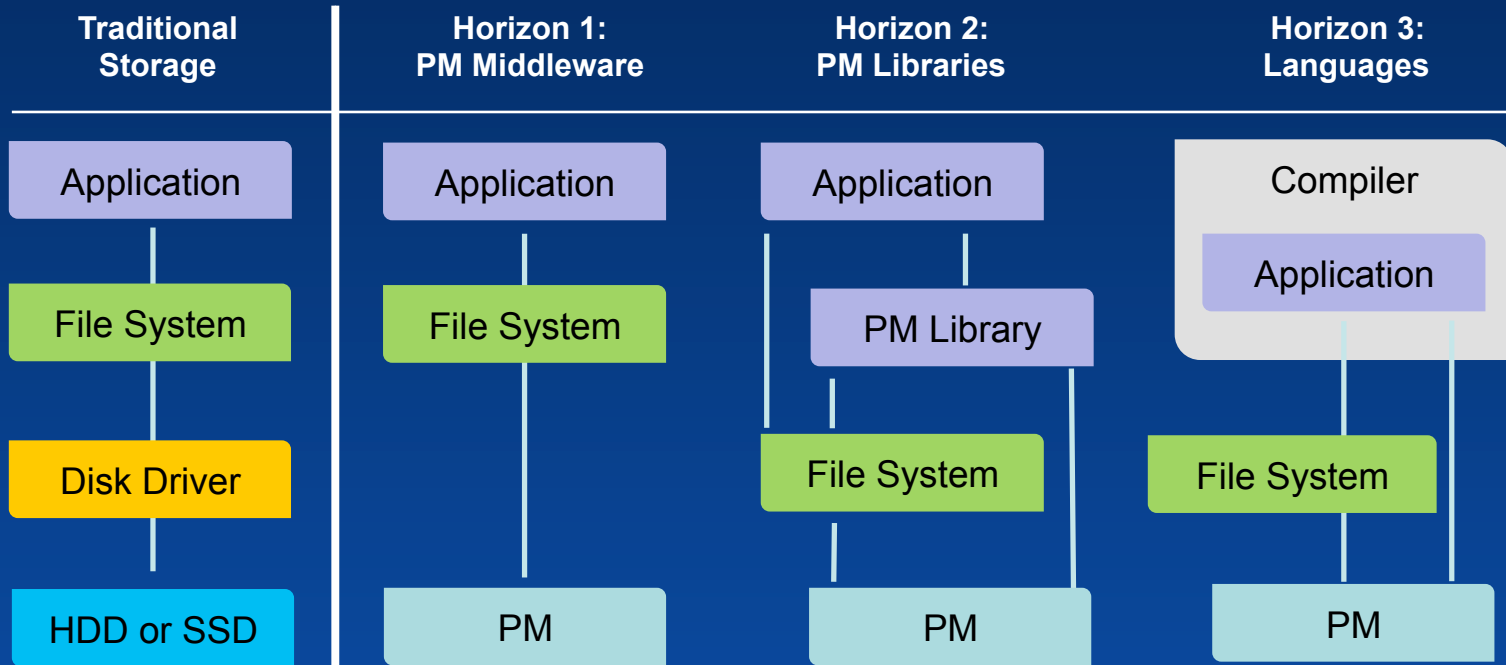 Traditional
Storage
Horizon 1:
PM Middleware
Horizon 2:
PM Libraries
Horizon 3:
Languages
Application
File System
Disk Driver
HDD or SSD
Application
File System
PM
Application
PM Library
File System
PM
Compiler
Application
File System
PM